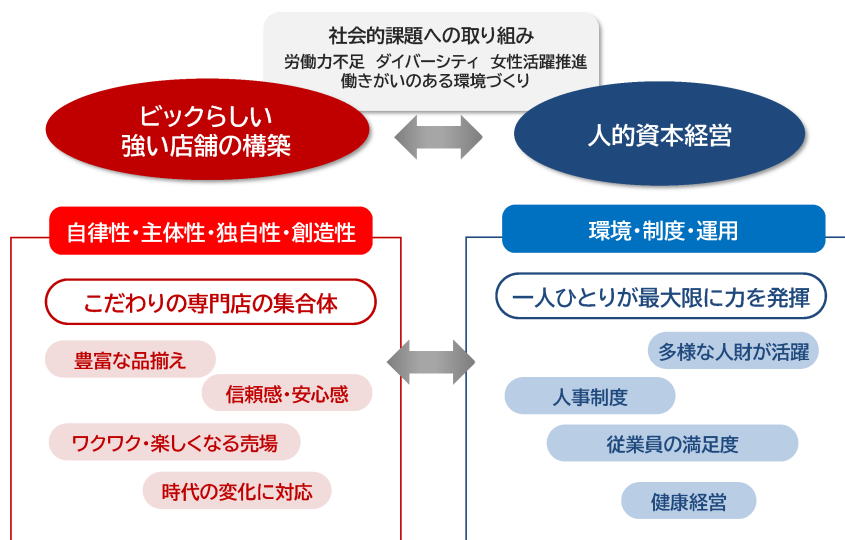 社会的課題への取り組み
労働力不足 ダイバーシティ 女性活躍推進
働きがいのある環境づくり
ビックらしい
強い店舗の構築
人的資本経営
自律性・主体性・独自性・創造性
こだわりの専門店の集合体
豊富な品揃え
信頼感・安心感
ワクワク・楽しくなる売場
時代の変化に対応
環境・制度・運用
一人ひとりが最大限に力を発揮
多様な人財が活躍
人事制度
従業員の満足度
健康経営